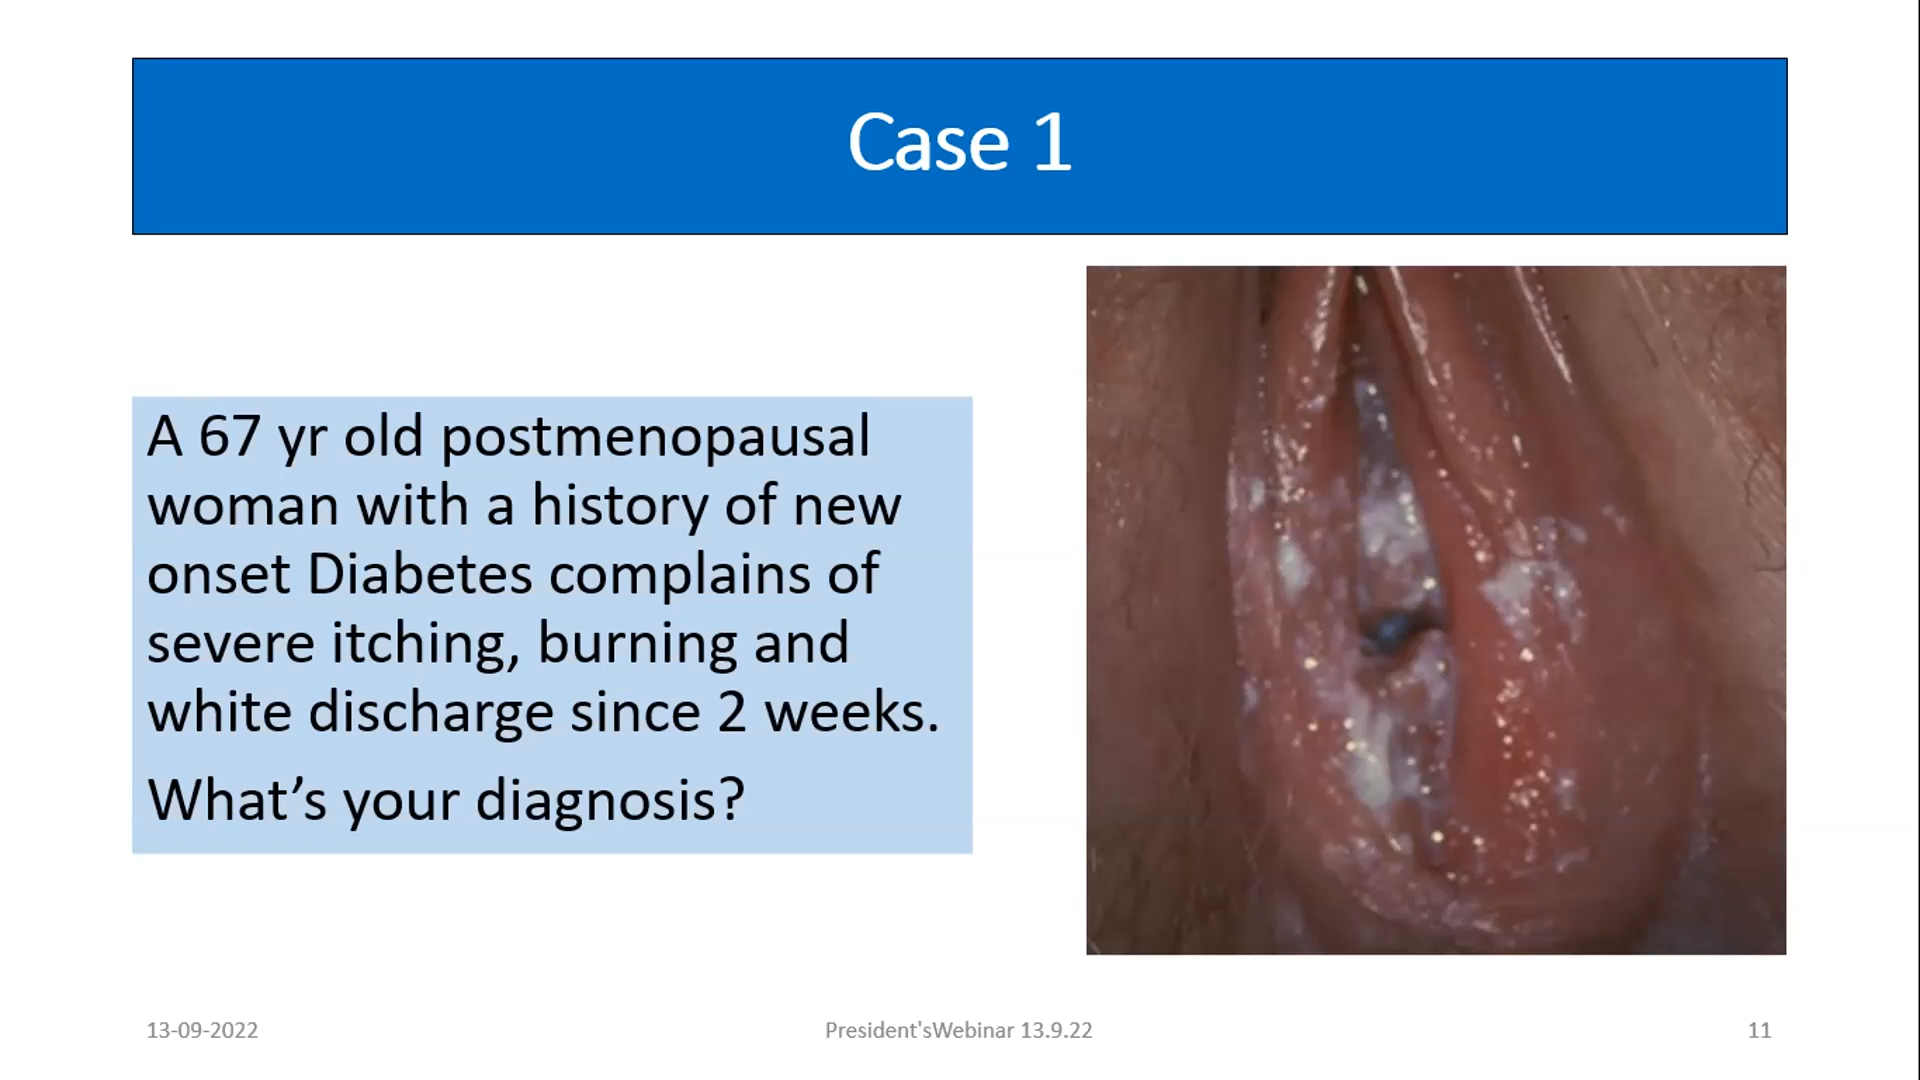 Case 1
A 67 yr old postmenopausal
woman with a history of new
onset Diabetes complains of
severe itching, burning and
white discharge since 2 weeks.
What’s your diagnosis?
13-09-2022
President'sWebinar 13.9.22
11